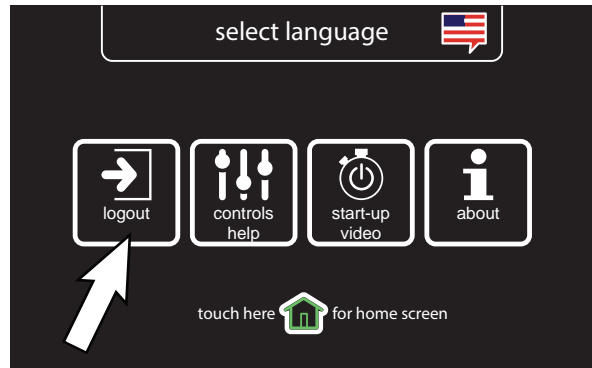 select language
logout
controls
help
start-up
video
about
touch here for home screen